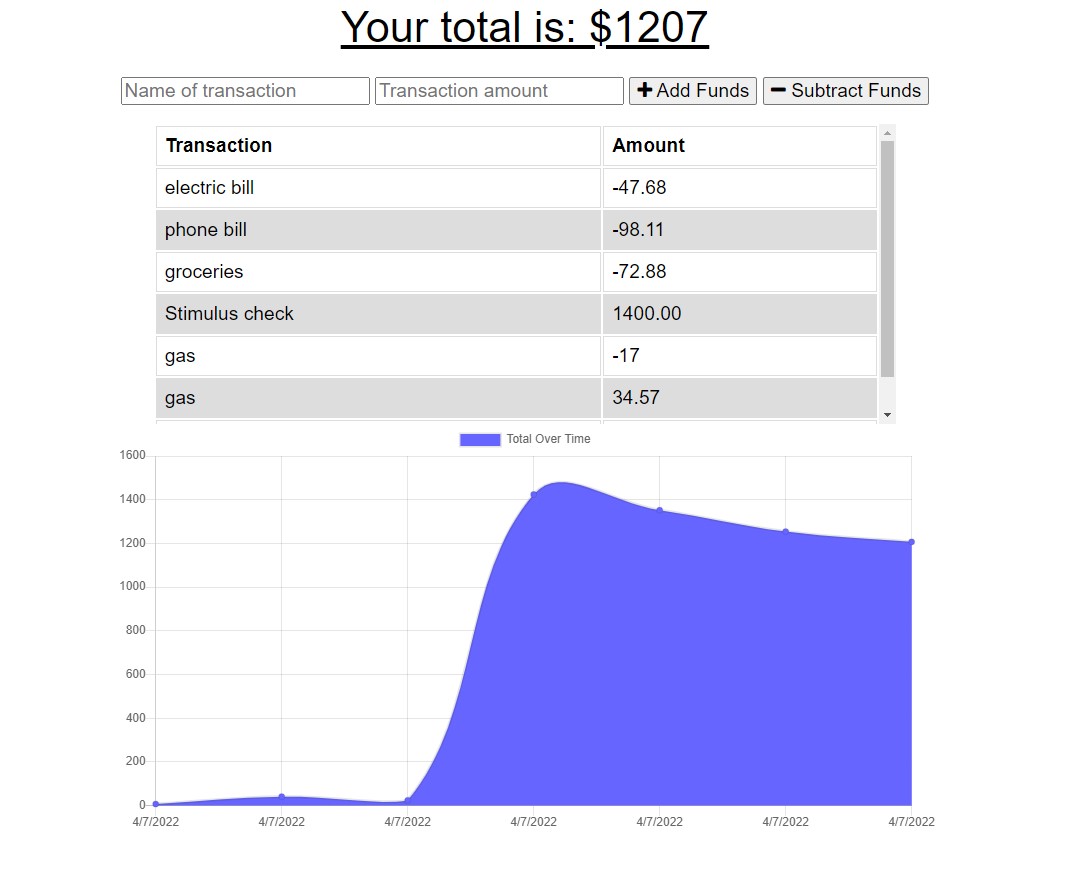 Your total is: $1207
Name of transaction Transaction amount Add Funds Subtract Funds
Transaction Amount
electric bill -47.68
phone bill -98.11
groceries -72.88
Stimulus check 1400.00
gas -17
gas 34.57
Total Over Time
1600
1400
1200
1000
800
600
400
200
0
4/7/2022 4/7/2022 4/7/2022 4/7/2022 4/7/2022 4/7/2022 4/7/2022